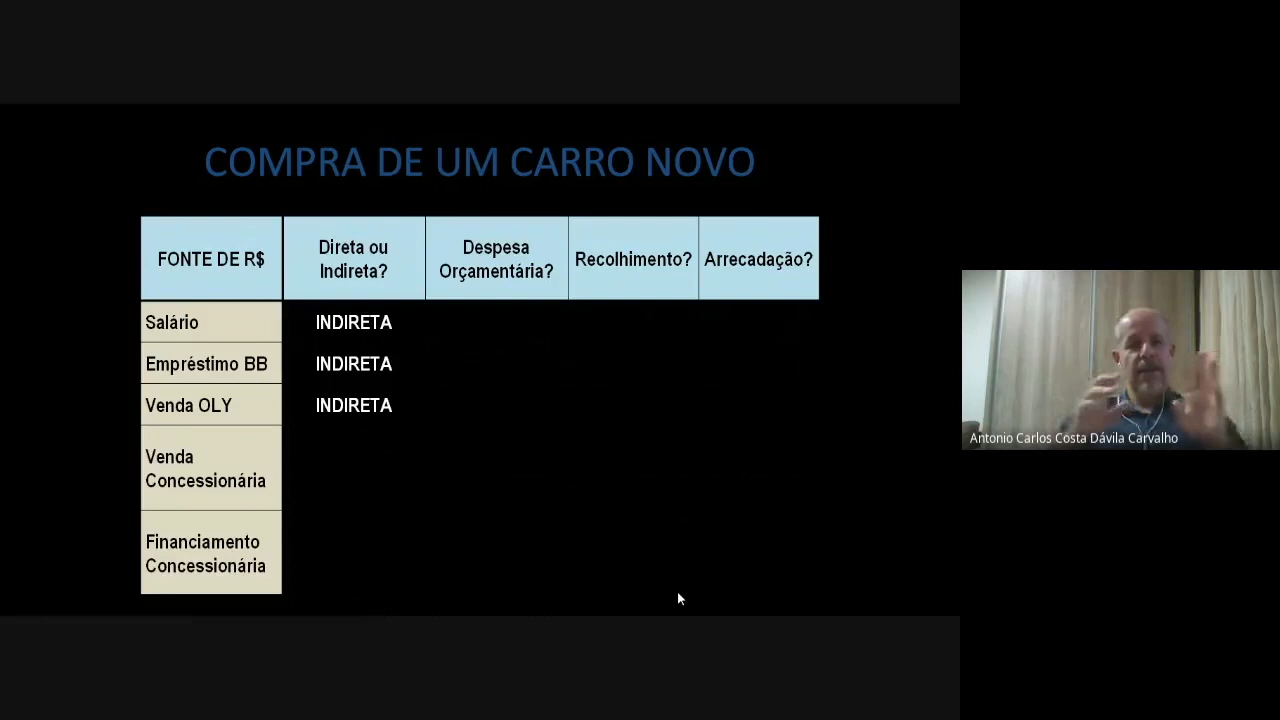 COMPRA DE UM CARRO NOVO
FONTE DE R$
Direta ou
Indireta?
Despesa
Orçamentária?
Recolhimento?
Arrecadação?
Salário
INDIRETA
Empréstimo BB
INDIRETA
Venda OLY
INDIRETA
Venda
Concessionária
Financiamento
Concessionária
Antonio Carlos Costa Dávila Carvalho